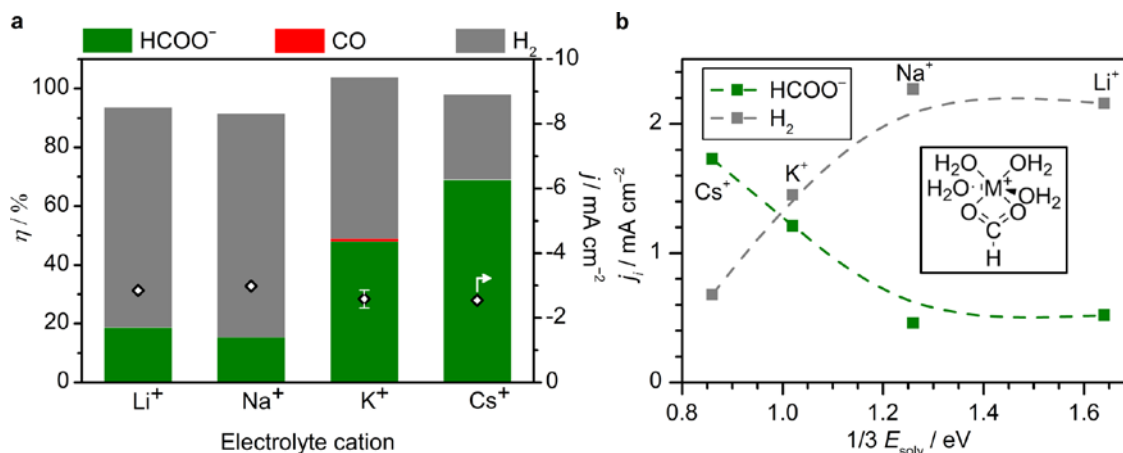 a
HCOO⁻ CO H₂
100
80
60
40
20
0
η / %
-10
-8
-6
-4
-2
0
j / mA cm⁻²
Li⁺ Na⁺ K⁺ Cs⁺
Electrolyte cation
b
HCOO⁻
H₂
Na⁺
Li⁺
K⁺
Cs⁺
H₂O OH₂
H₂O M⁺ OH₂
O O
C
H
2
1
0
j_i / mA cm⁻²
0.8 1.0 1.2 1.4 1.6
1/3 E_solv / eV